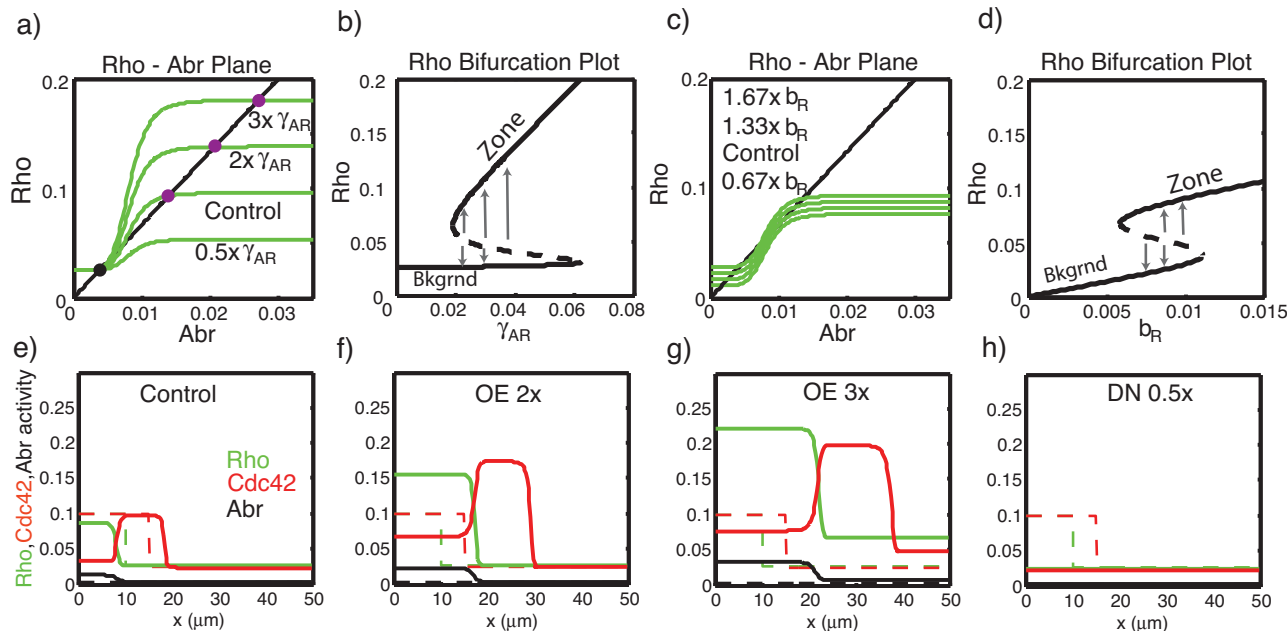 a)
Rho - Abr Plane
0.2
0.1
0
Rho
3x γAR
2x γAR
Control
0.5x γAR
0 0.01 0.02 0.03
Abr
b)
Rho Bifurcation Plot
0.2
0.15
0.1
0.05
0
Rho
Zone
Bkgrnd
0.02 0.04 0.06 0.08
γAR
c)
Rho - Abr Plane
0.2
0.1
0
Rho
1.67x bR
1.33x bR
Control
0.67x bR
0 0.01 0.02 0.03
Abr
d)
Rho Bifurcation Plot
0.2
0.15
0.1
0.05
0
Rho
Zone
Bkgrnd
0 0.005 0.01 0.015
bR
e)
Control
Rho,Cdc42,Abr activity
0.25
0.2
0.15
0.1
0.05
0
Rho
Cdc42
Abr
0 10 20 30 40 50
x (μm)
f)
OE 2x
0.25
0.2
0.15
0.1
0.05
0
0 10 20 30 40 50
x (μm)
g)
OE 3x
0.25
0.2
0.15
0.1
0.05
0
0 10 20 30 40 50
x (μm)
h)
DN 0.5x
0.25
0.2
0.15
0.1
0.05
0
0 10 20 30 40 50
x (μm)